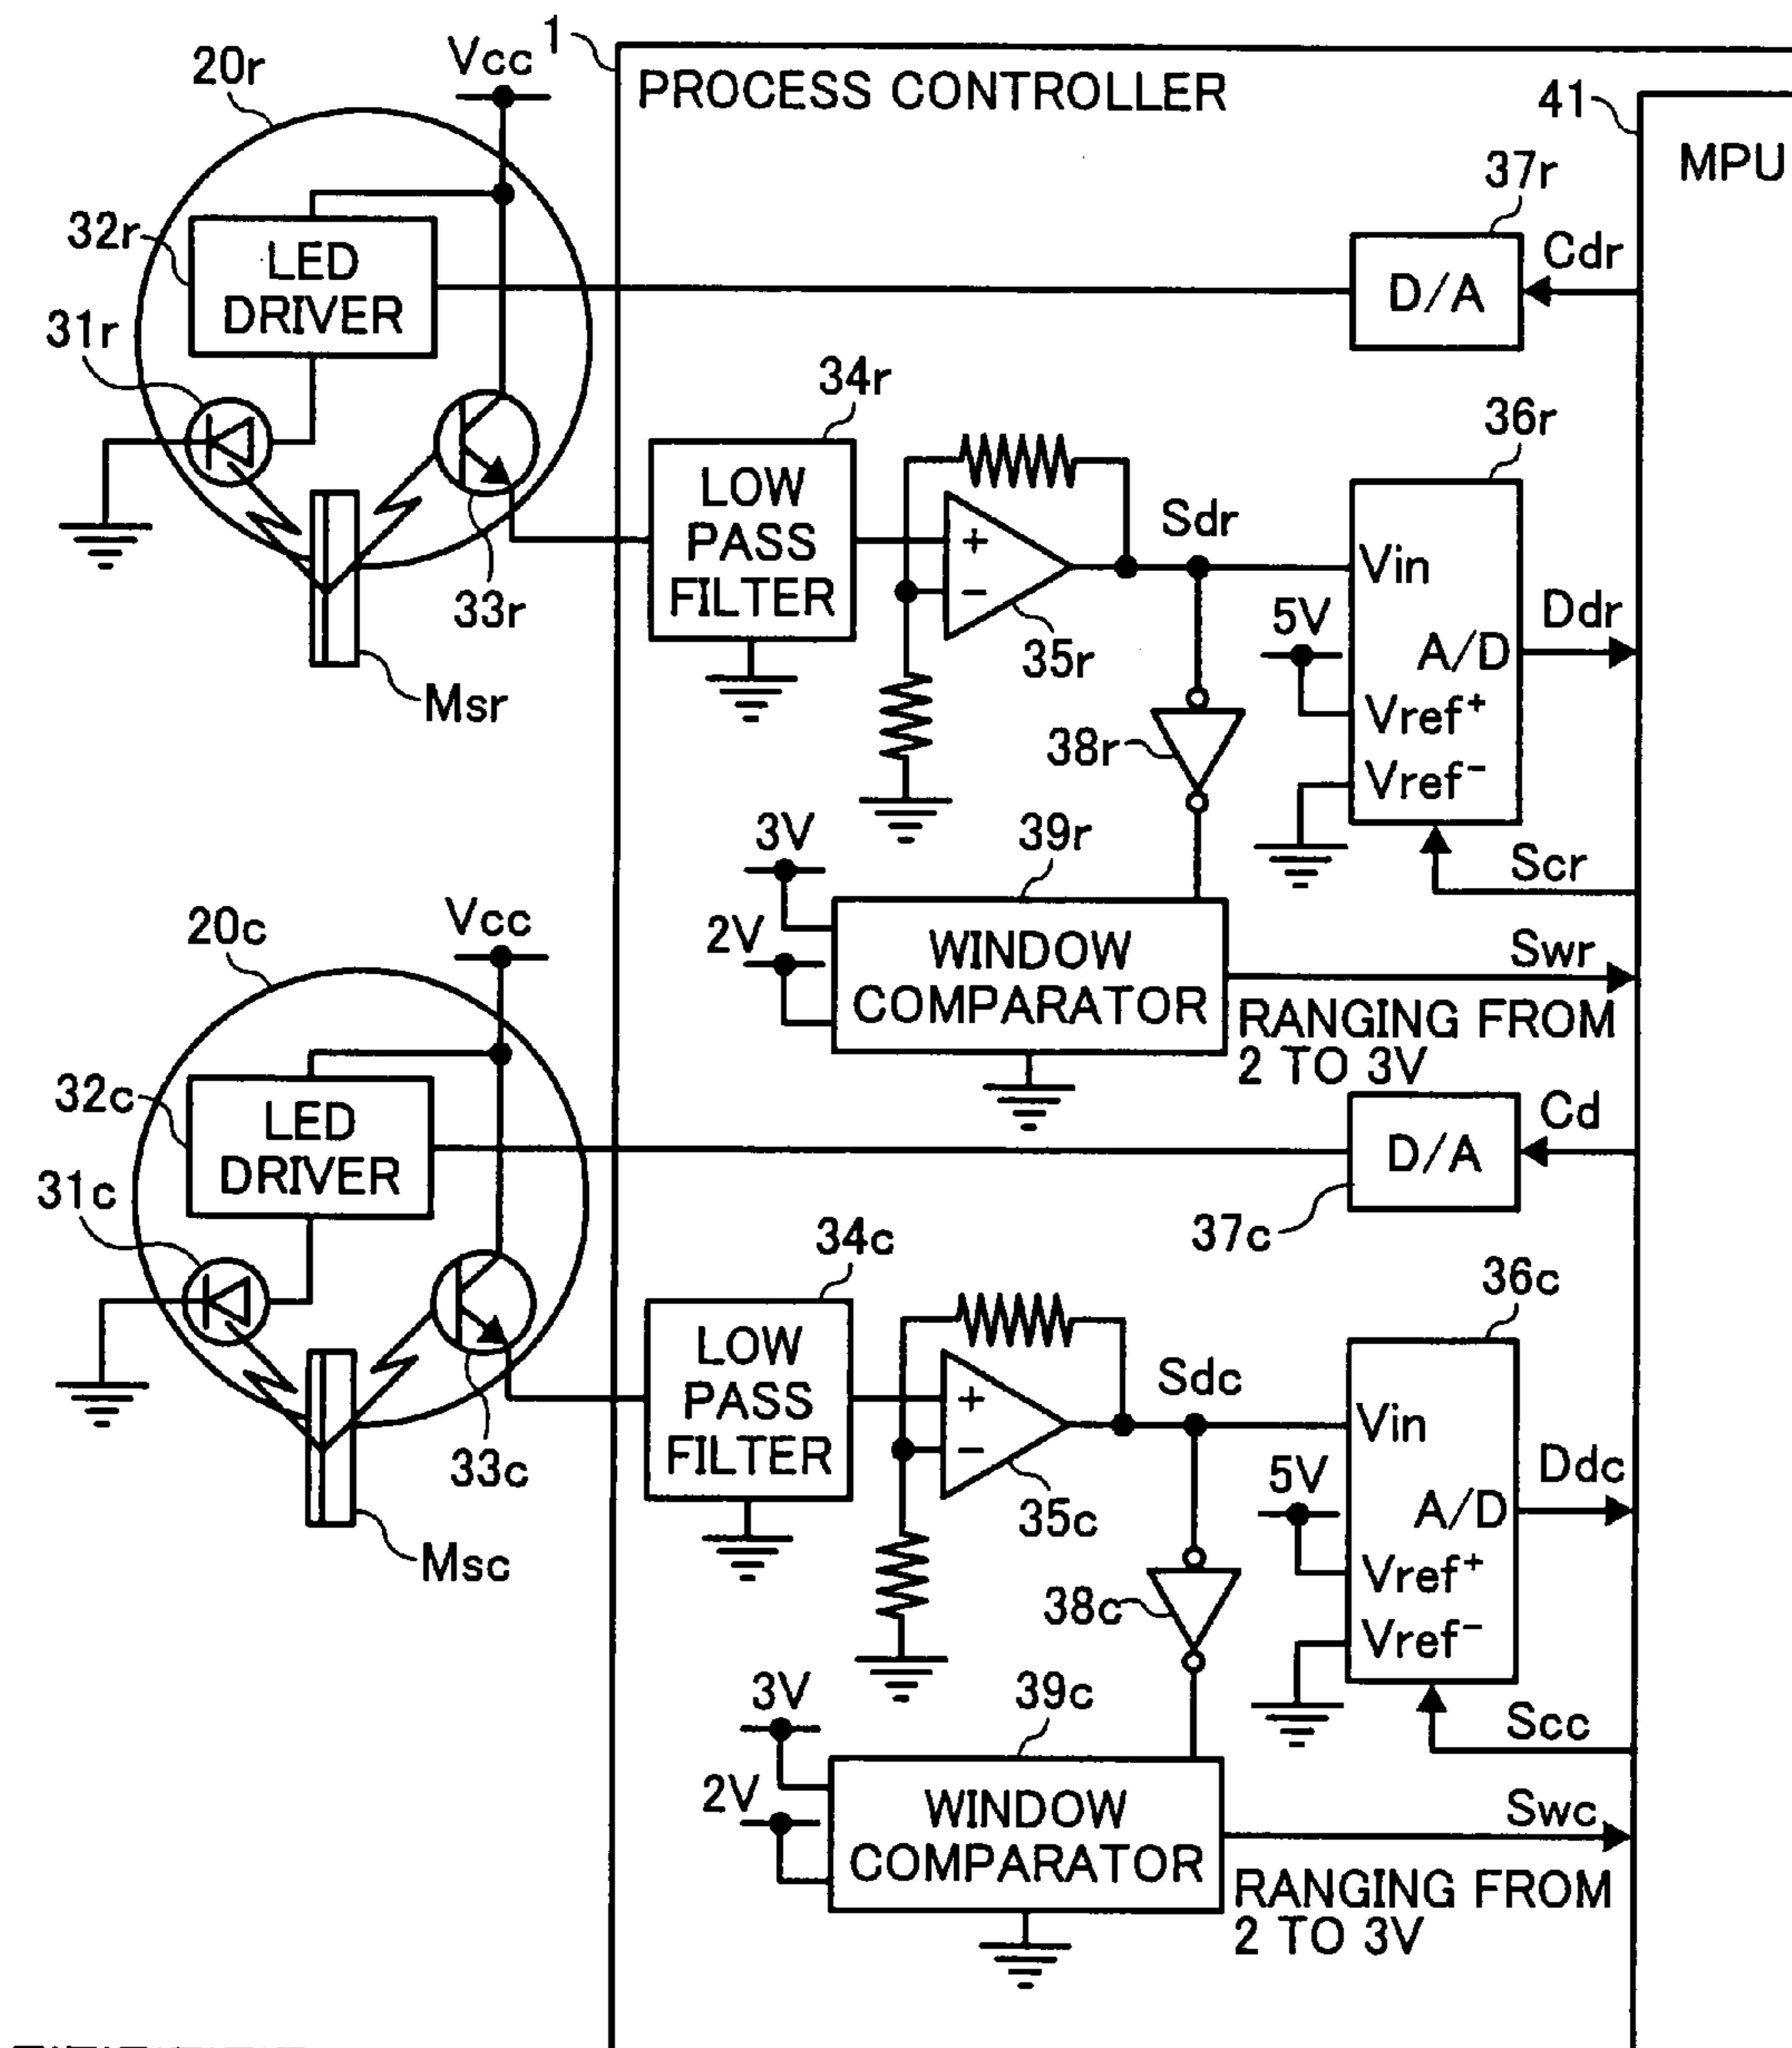 1
PROCESS CONTROLLER
20r
Vcc
41
MPU
37r
32r
LED
DRIVER
D/A
Cdr
31r
34r
36r
LOW
PASS
FILTER
+
−
Sdr
Vin
33r
35r
5V
A/D
Ddr
Vref+
Vref-
Msr
38r
3V
39r
Scr
2V
WINDOW
COMPARATOR
Swr
RANGING FROM
2 TO 3V
20c
Vcc
32c
LED
DRIVER
D/A
Cd
31c
34c
37c
36c
LOW
PASS
FILTER
+
−
Sdc
Vin
33c
35c
5V
A/D
Ddc
Vref+
Vref-
Msc
38c
3V
39c
Scc
2V
WINDOW
COMPARATOR
Swc
RANGING FROM
2 TO 3V